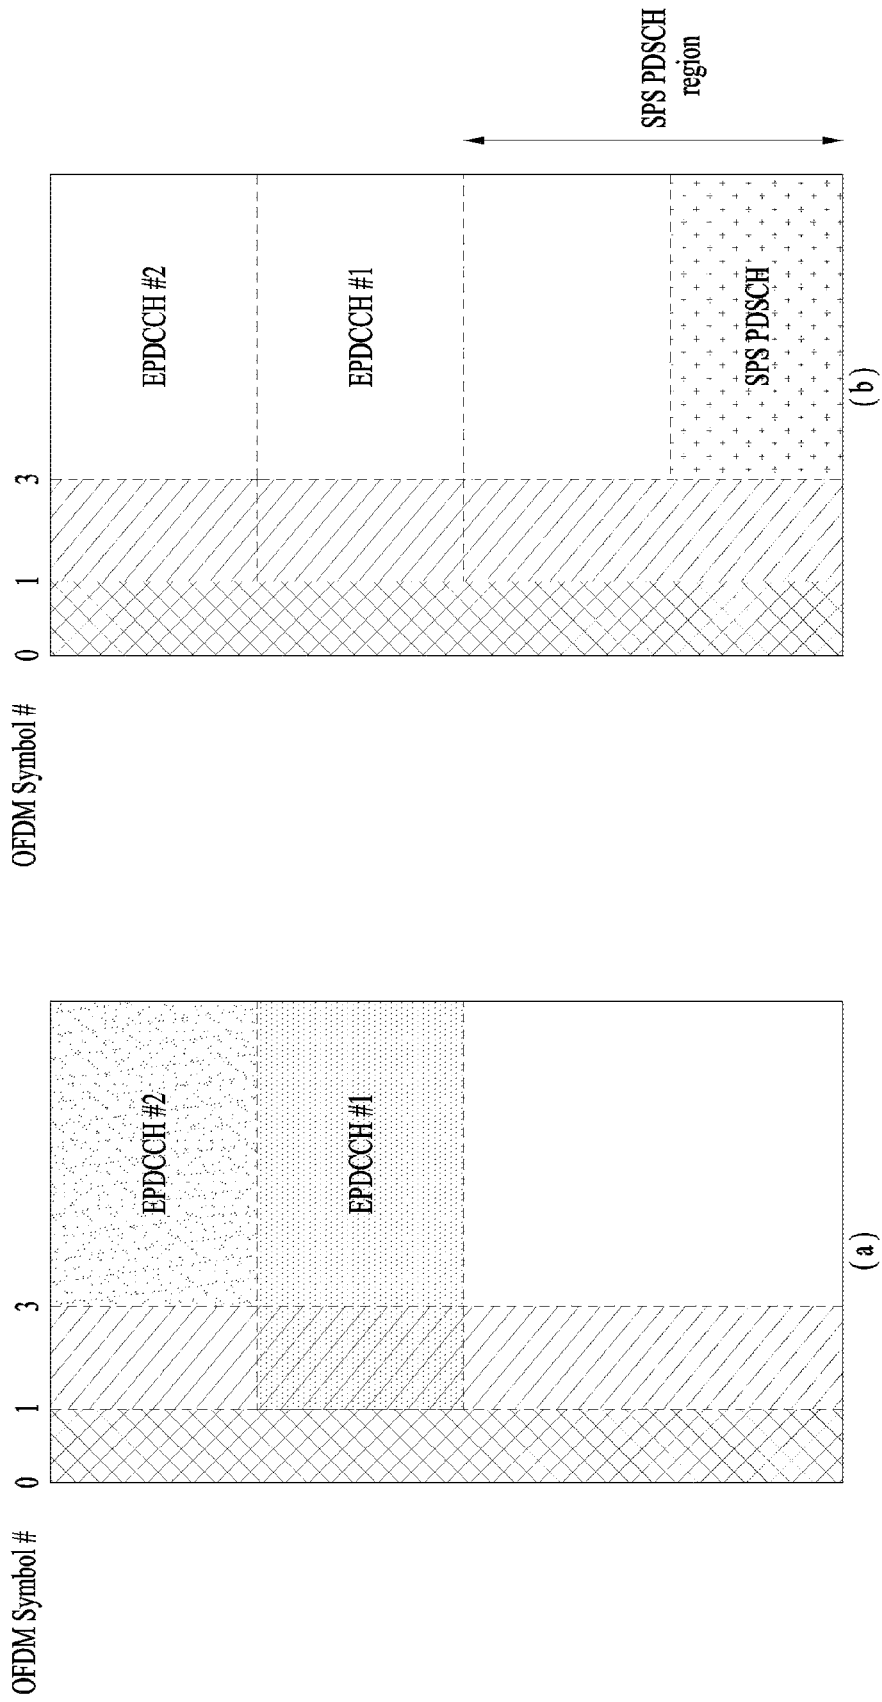 OFDM Symbol # 0 1 3
EPDCCH #2
EPDCCH #1
( a )
OFDM Symbol # 0 1 3
EPDCCH #2
EPDCCH #1
SPS PDSCH
SPS PDSCH
region
( b )